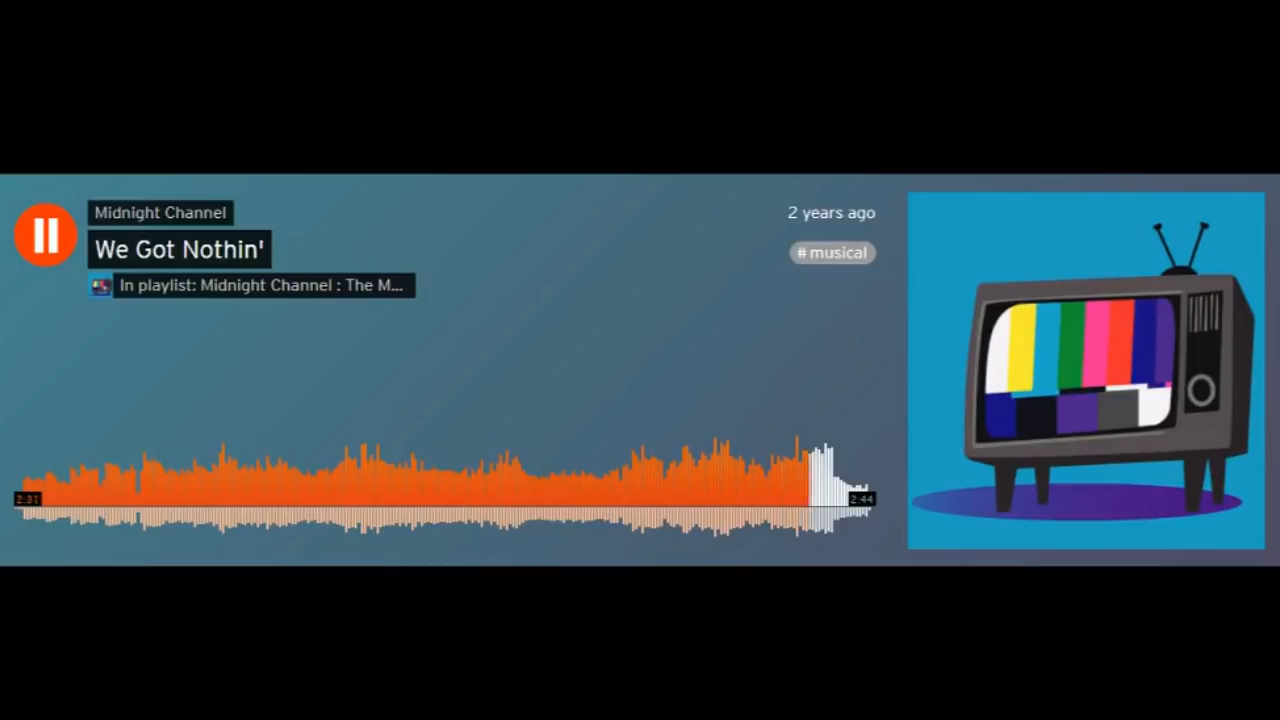 Midnight Channel
2 years ago
We Got Nothin'
# musical
In playlist: Midnight Channel : The M...
2:31
2:44